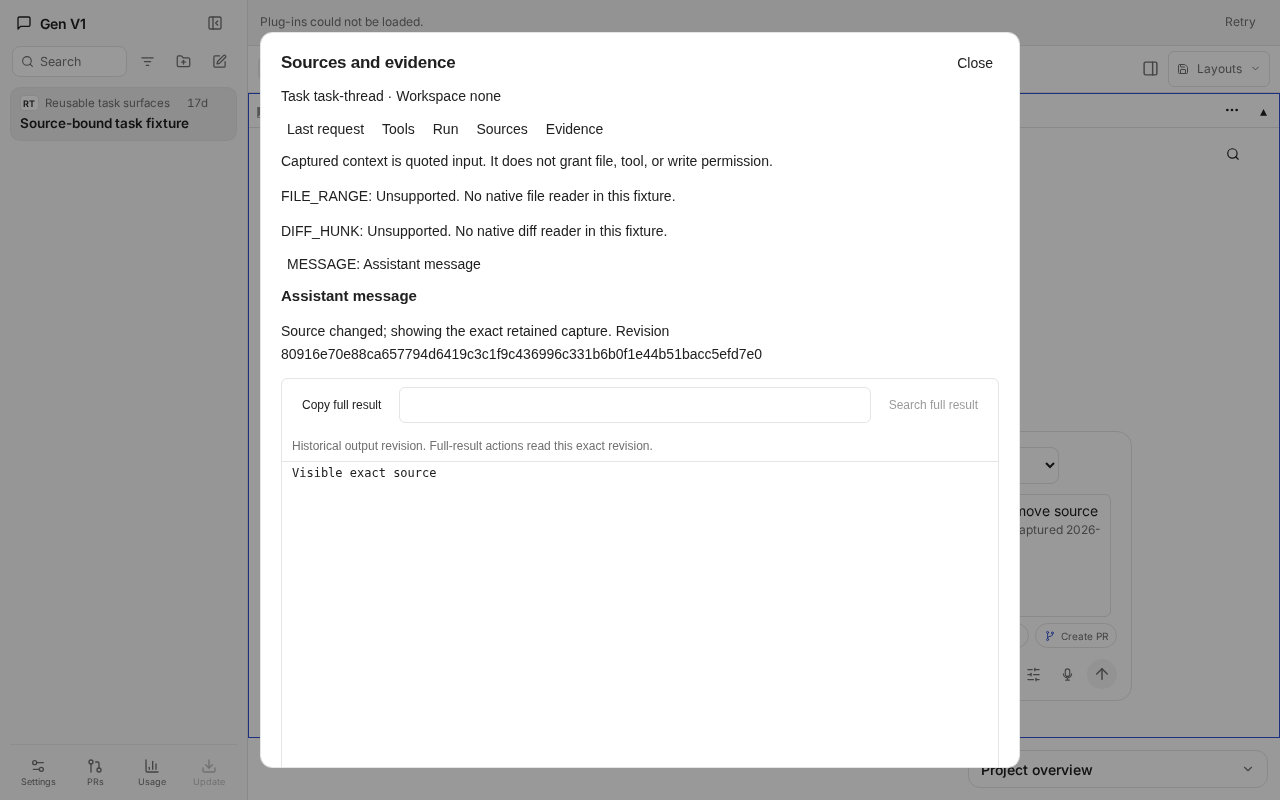 Gen V1
Plug-ins could not be loaded.
Retry
Search
Layouts
RT Reusable task surfaces 17d
Source-bound task fixture
Sources and evidence
Close
Task task-thread · Workspace none
Last request Tools Run Sources Evidence
Captured context is quoted input. It does not grant file, tool, or write permission.
FILE_RANGE: Unsupported. No native file reader in this fixture.
DIFF_HUNK: Unsupported. No native diff reader in this fixture.
MESSAGE: Assistant message
Assistant message
Source changed; showing the exact retained capture. Revision
80916e70e88ca657794d6419c3c1f9c436996c331b6b0f1e44b51bacc5efd7e0
Copy full result
Search full result
Historical output revision. Full-result actions read this exact revision.
Visible exact source
move source
aptured 2026-
Create PR
Settings
PRs
Usage
Update
Project overview